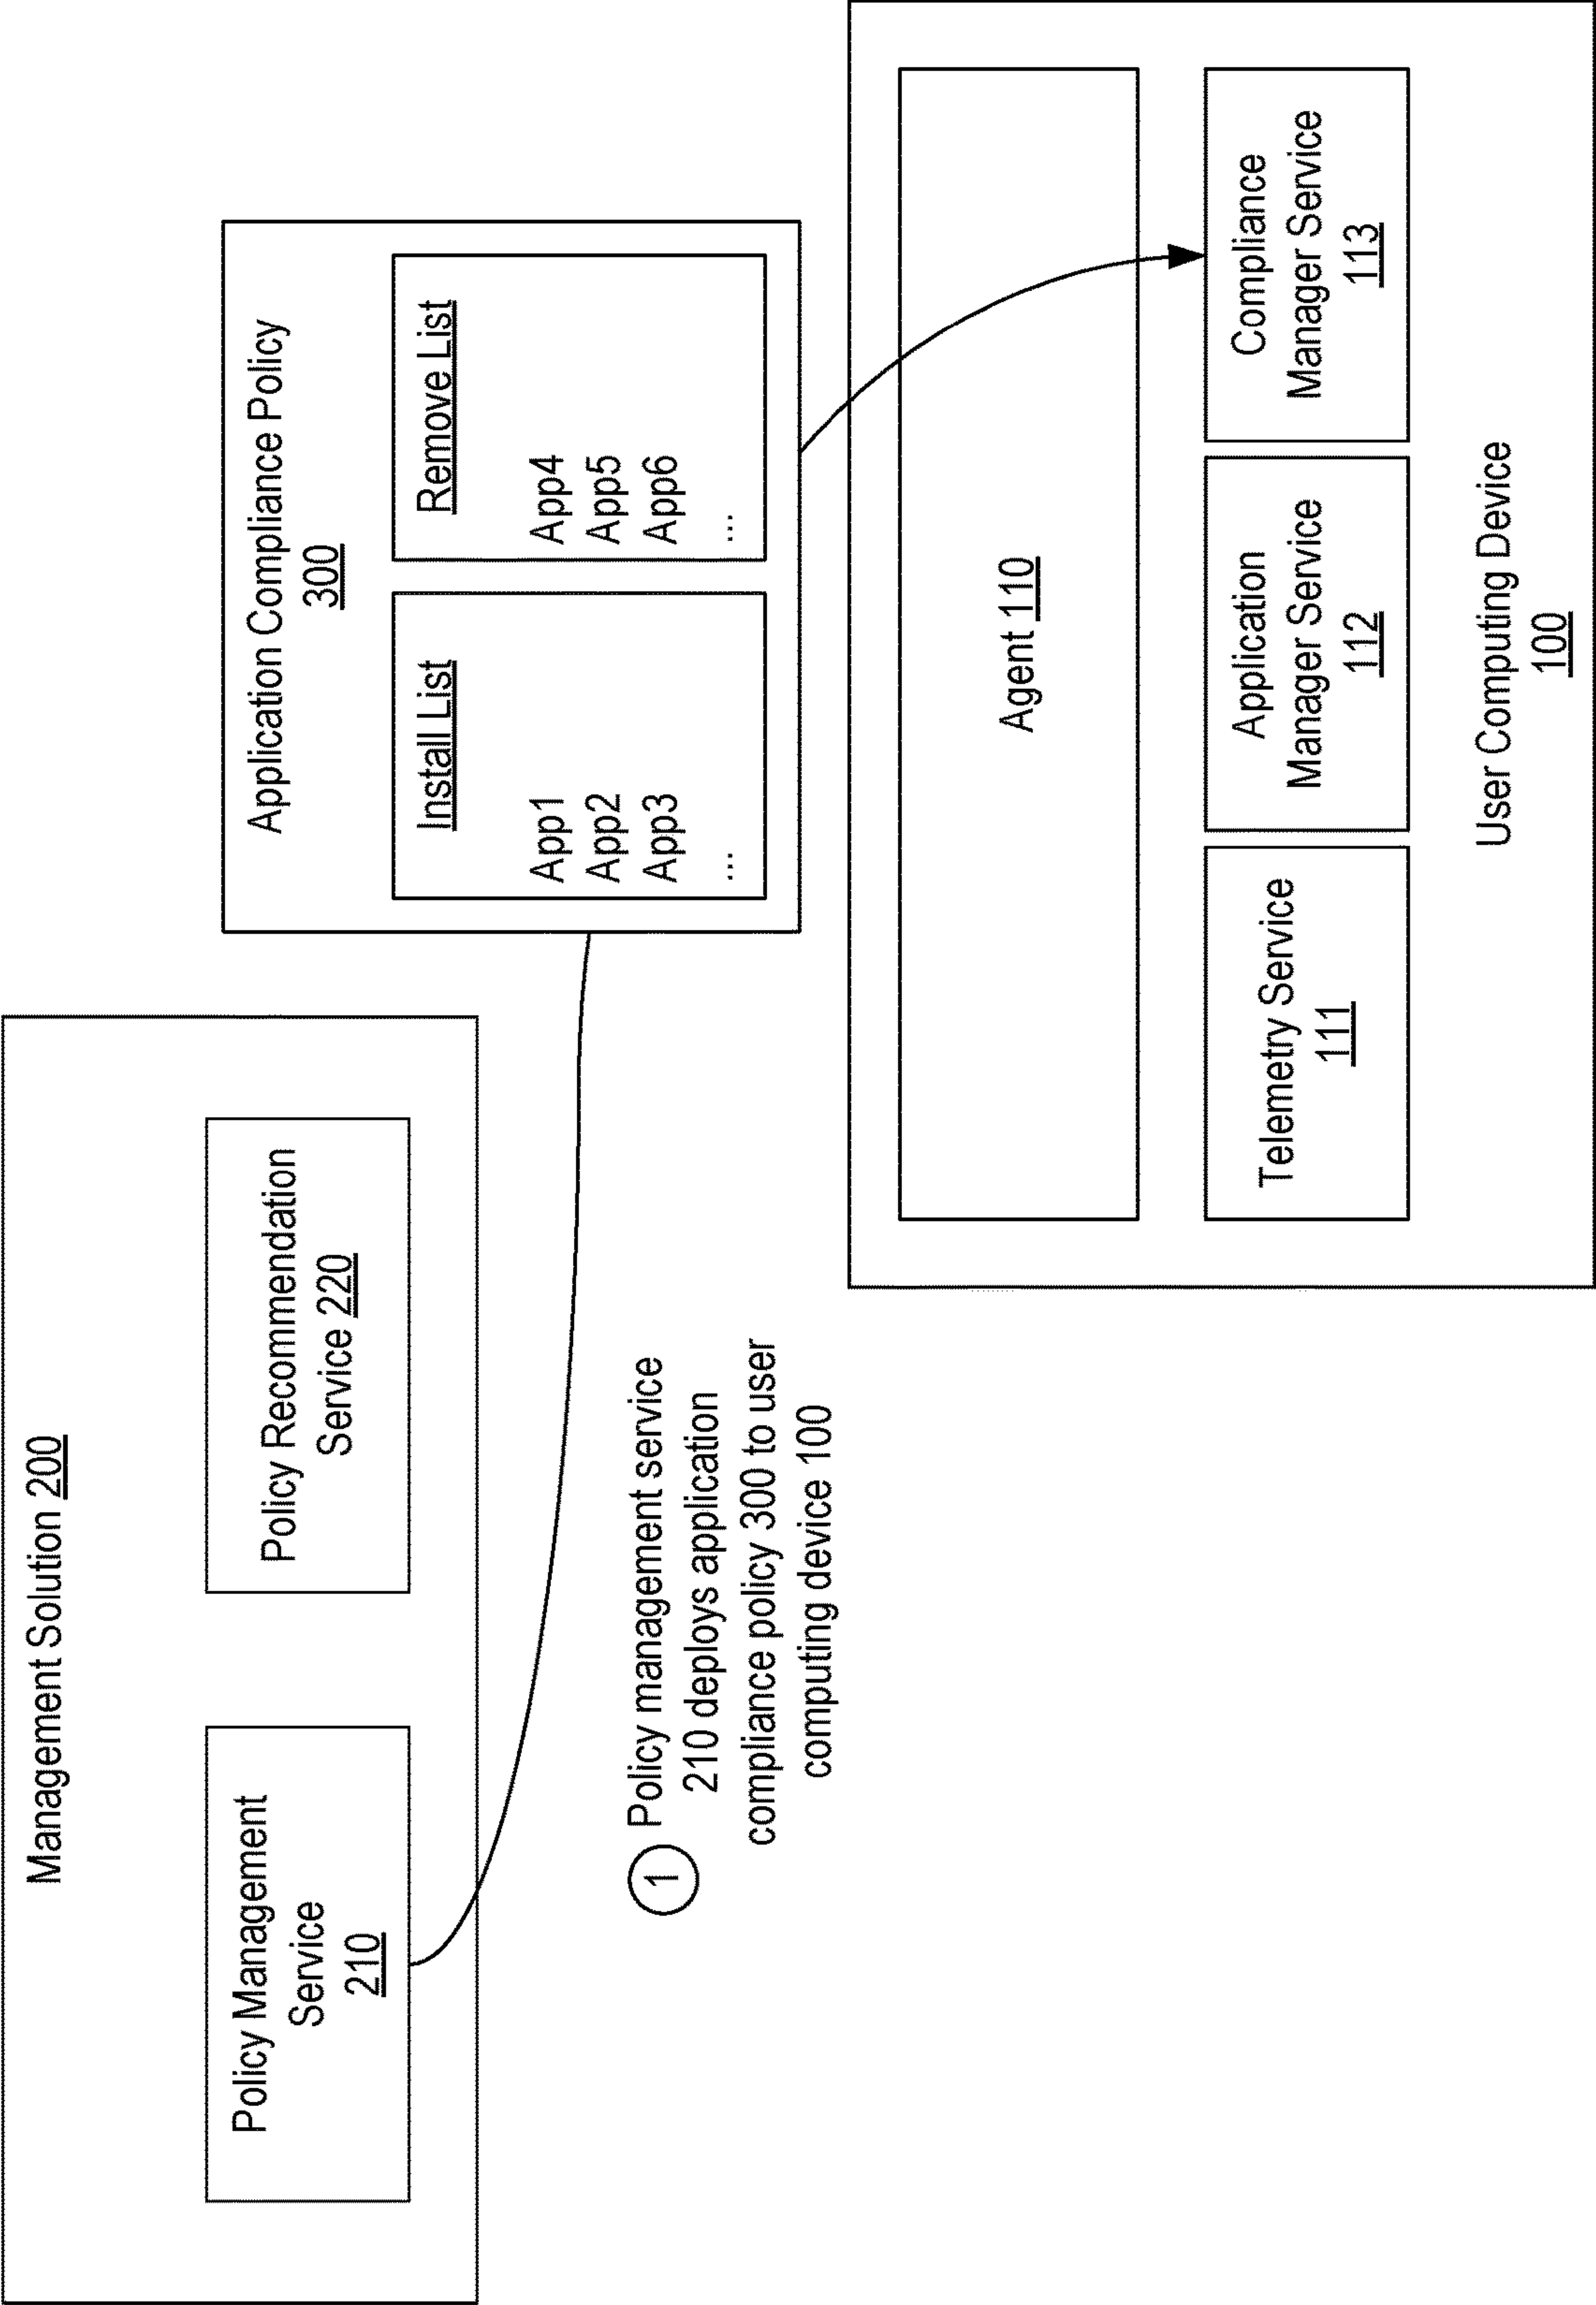 Management Solution 200
Policy Management
Service
210
Policy Recommendation
Service 220
Application Compliance Policy
300
Install List
App1
App2
App3
...
Remove List
App4
App5
App6
...
1
Policy management service
210 deploys application
compliance policy 300 to user
computing device 100
Agent 110
Telemetry Service
111
Application
Manager Service
112
Compliance
Manager Service
113
User Computing Device
100